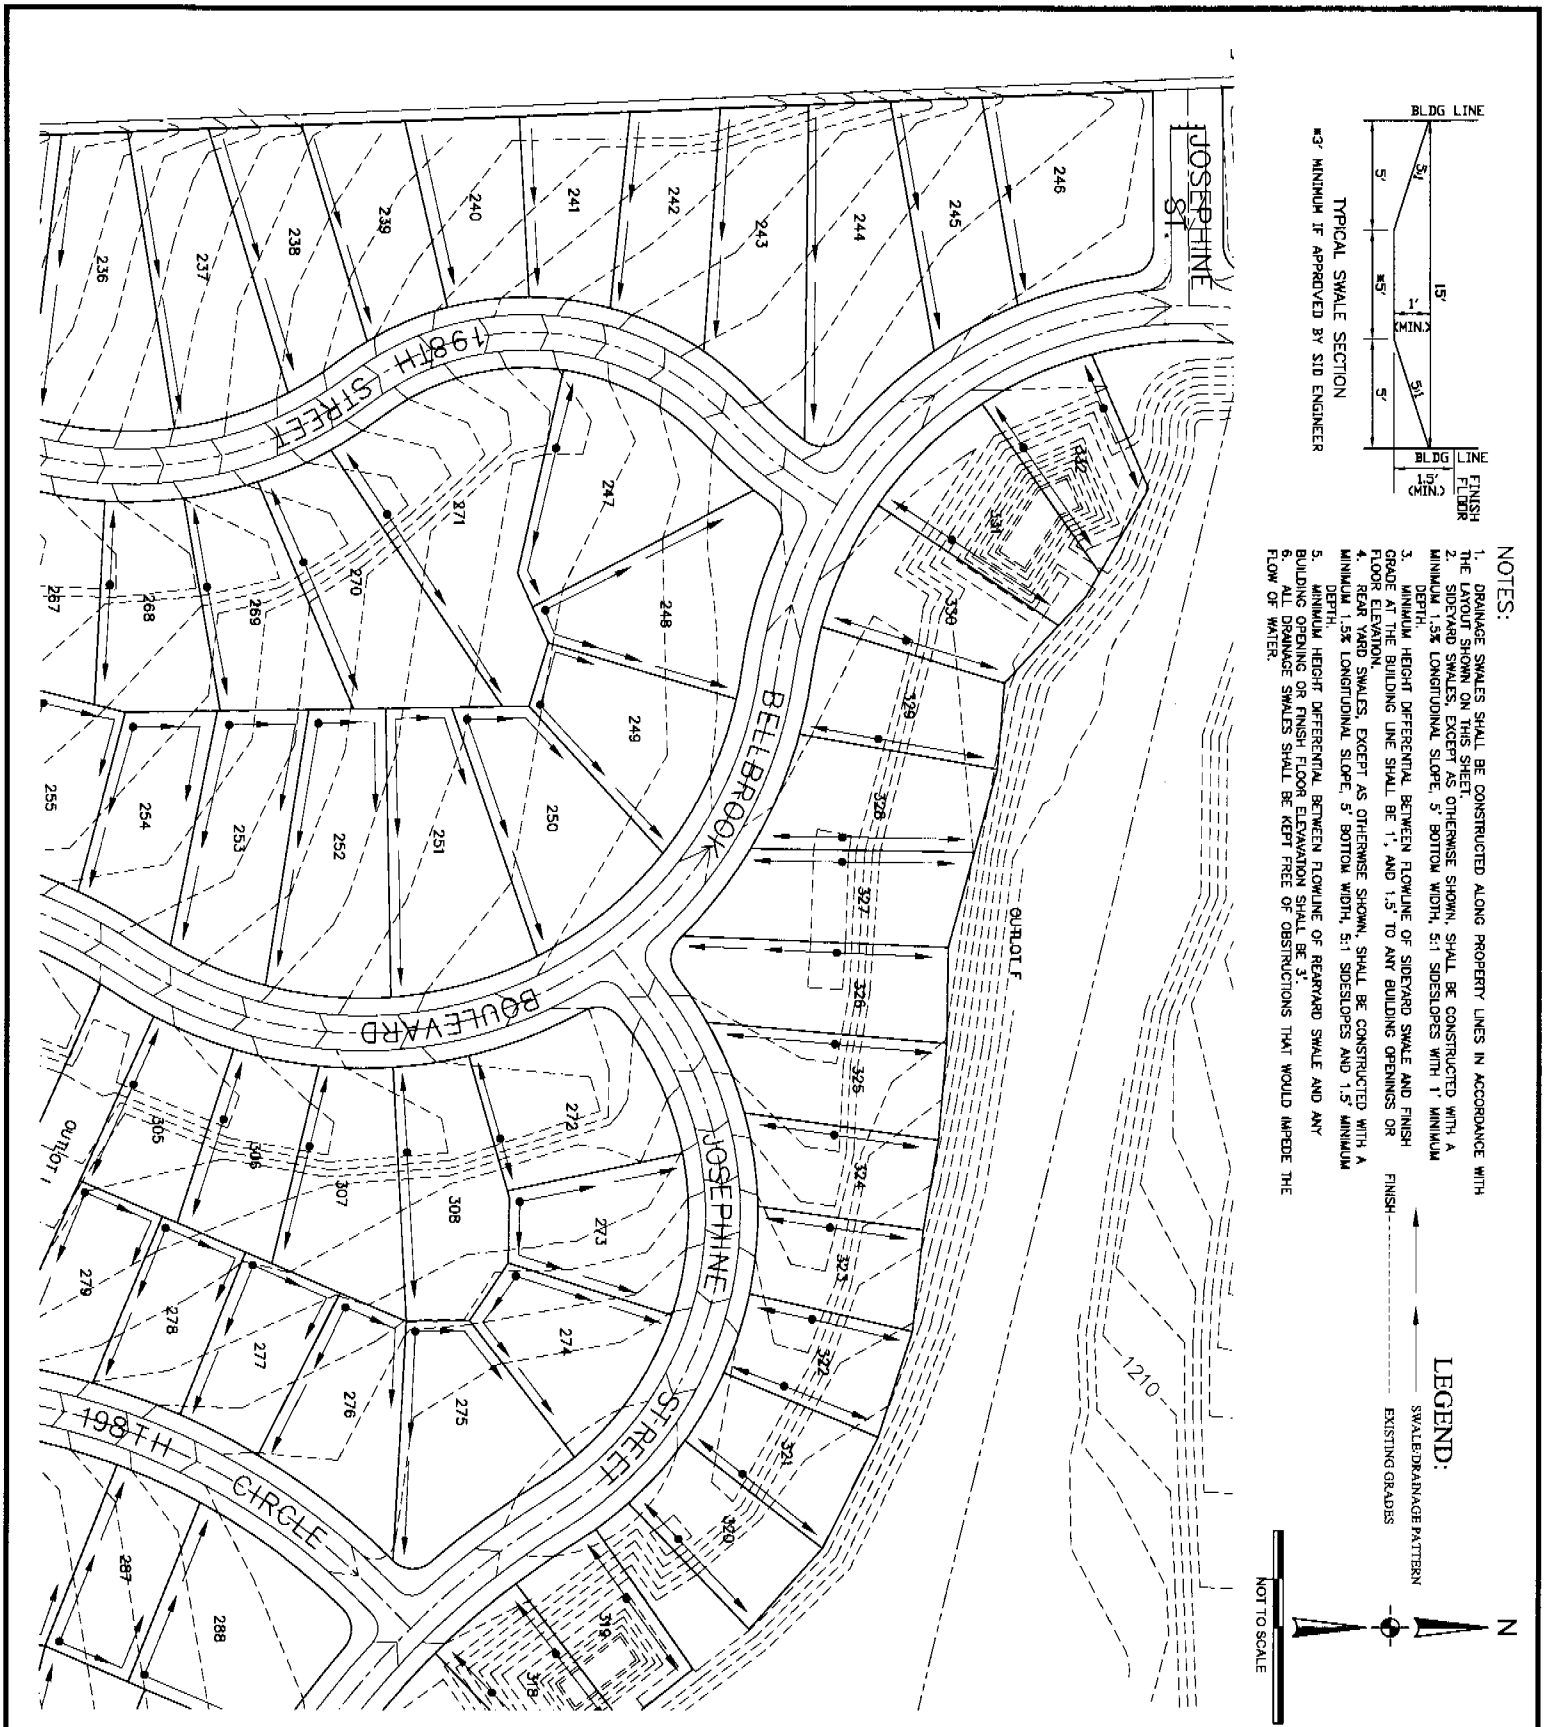 BLDG LINE
BLDG LINE
FINISH
FLOOR
5:1
5:1
15'
1'
(MIN.)
1.5'
(MIN.)
5'
*5'
5'
TYPICAL SWALE SECTION
*3' MINIMUM IF APPROVED BY SID ENGINEER
NOTES:
1. DRAINAGE SWALES SHALL BE CONSTRUCTED ALONG PROPERTY LINES IN ACCORDANCE WITH
THE LAYOUT SHOWN ON THIS SHEET.
2. SIDEYARD SWALES, EXCEPT AS OTHERWISE SHOWN, SHALL BE CONSTRUCTED WITH A
MINIMUM 1.5% LONGITUDINAL SLOPE, 5' BOTTOM WIDTH, 5:1 SIDESLOPES WITH 1' MINIMUM
DEPTH.
3. MINIMUM HEIGHT DIFFERENTIAL BETWEEN FLOWLINE OF SIDEYARD SWALE AND FINISH
GRADE AT THE BUILDING LINE SHALL BE 1', AND 1.5' TO ANY BUILDING OPENINGS OR
FLOOR ELEVATION.
4. REAR YARD SWALES, EXCEPT AS OTHERWISE SHOWN, SHALL BE CONSTRUCTED WITH A
MINIMUM 1.5% LONGITUDINAL SLOPE, 5' BOTTOM WIDTH, 5:1 SIDESLOPES AND 1.5' MINIMUM
DEPTH.
5. MINIMUM HEIGHT DIFFERENTIAL BETWEEN FLOWLINE OF REARYARD SWALE AND ANY
BUILDING OPENING OR FINISH FLOOR ELEVAVATION SHALL BE 3'.
6. ALL DRAINAGE SWALES SHALL BE KEPT FREE OF OBSTRUCTIONS THAT WOULD IMPEDE THE
FLOW OF WATER.
FINISH
LEGEND:
SWALE/DRAINAGE PATTERN
EXISTING GRADES
N
NOT TO SCALE
JOSEPHINE
ST.
246
245
244
243
242
241
240
239
238
237
236
198TH
STREET
332
331
330
329
328
327
326
325
324
323
322
321
320
319
318
OUTLOT F
1210
247
248
249
250
251
252
253
254
255
271
270
269
268
267
BELLBROOK
BOULEVARD
JOSEPHINE
STREET
272
273
274
275
276
277
278
279
308
307
306
305
OUTLOT
198TH
CIRCLE
287
288